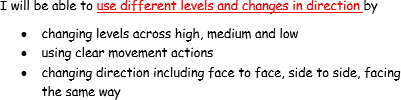 I will be able to use different levels and changes in direction by
• changing levels across high, medium and low
• using clear movement actions
• changing direction including face to face, side to side, facing
the same way